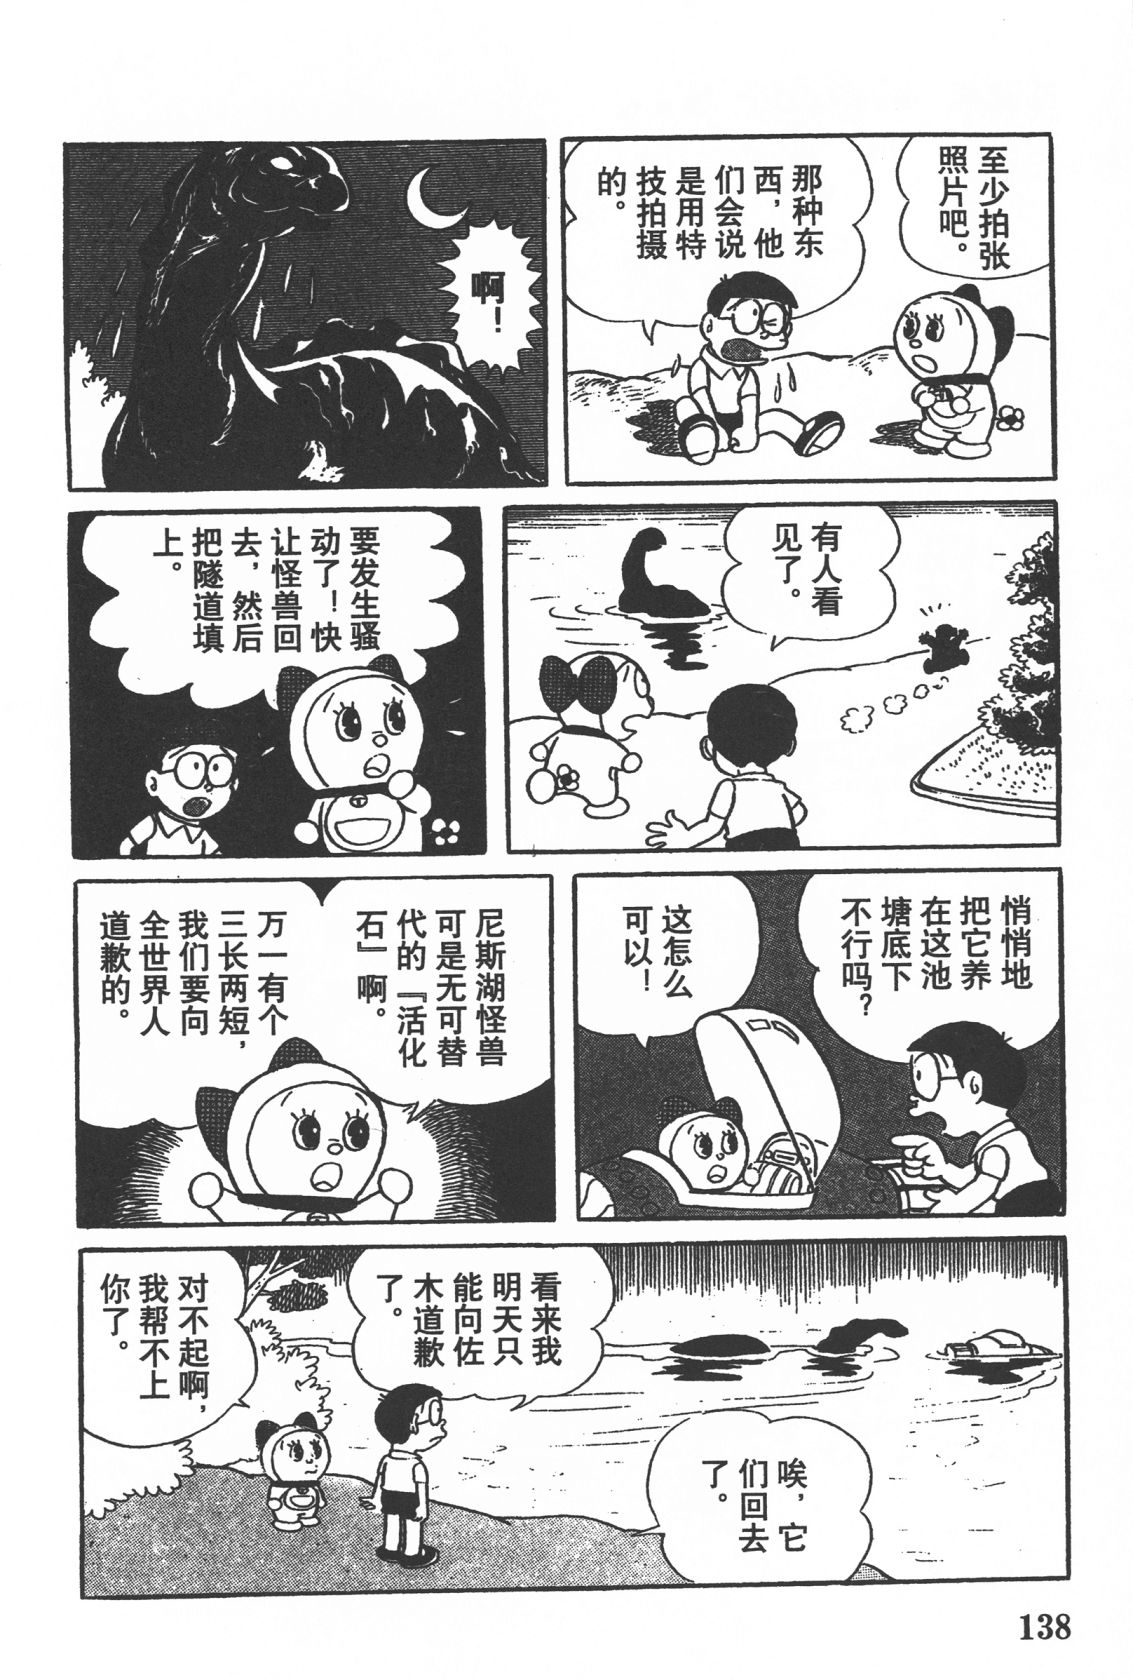 至少拍张
照片吧。
那种东
西，他
们会说
是用特
技拍摄
的。
啊！
有人看
见了。
要发生骚
动了！快
让怪兽回
去，然后
把隧道填
上。
悄悄地
把它养
在这池
塘底下
不行吗？
这怎么
可以！
尼斯湖怪兽
可是无可替
代的『活化
石』啊。
万一有个
三长两短，
我们要向
全世界人
道歉的。
唉，它
们回去
了。
看来我
明天只
能向佐
木道歉
了。
对不起啊，
我帮不上
你了。
138